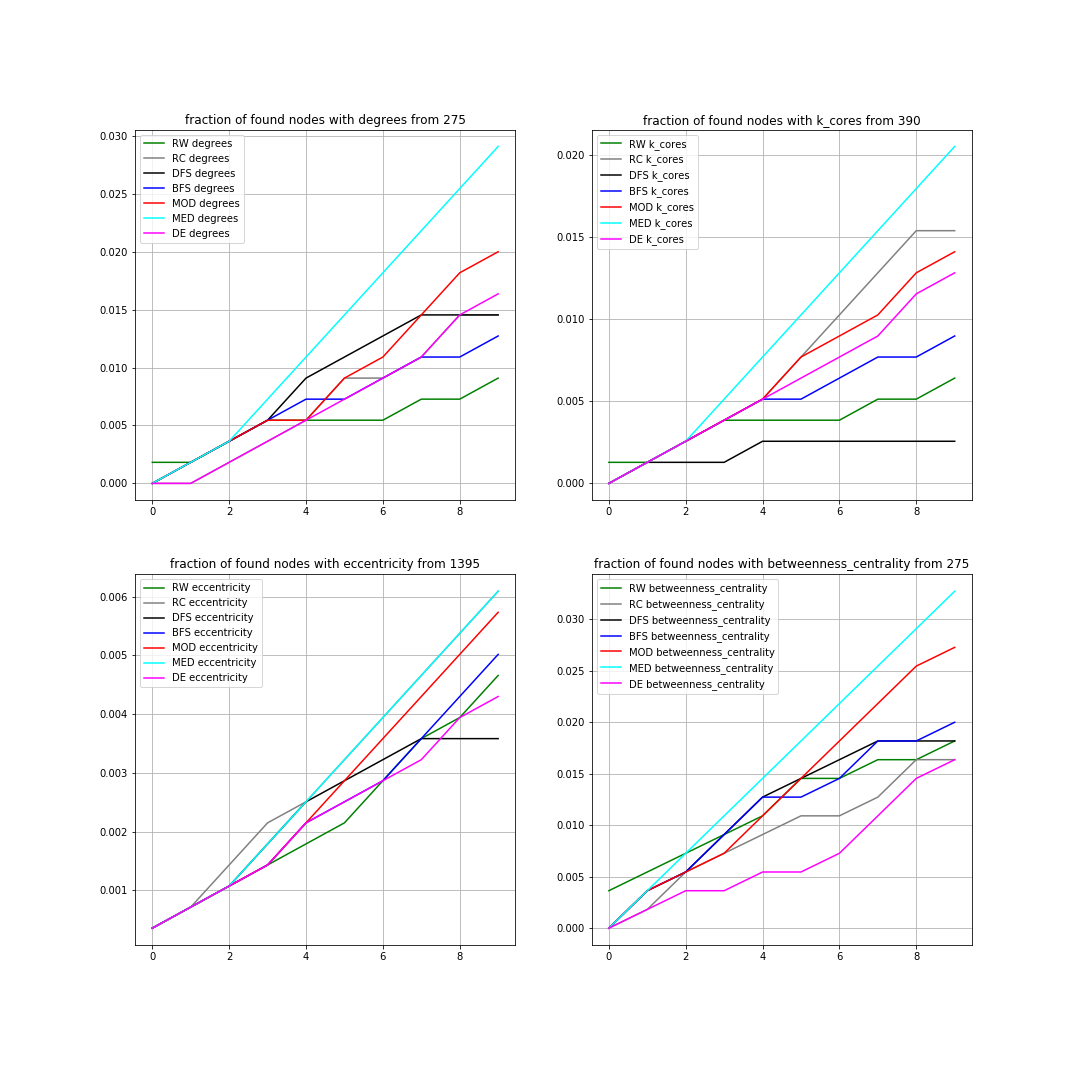 fraction of found nodes with degrees from 275
0.030
0.025
0.020
0.015
0.010
0.005
0.000
RW degrees
RC degrees
DFS degrees
BFS degrees
MOD degrees
MED degrees
DE degrees
0 2 4 6 8
fraction of found nodes with k_cores from 390
0.020
0.015
0.010
0.005
0.000
RW k_cores
RC k_cores
DFS k_cores
BFS k_cores
MOD k_cores
MED k_cores
DE k_cores
0 2 4 6 8
fraction of found nodes with eccentricity from 1395
0.006
0.005
0.004
0.003
0.002
0.001
RW eccentricity
RC eccentricity
DFS eccentricity
BFS eccentricity
MOD eccentricity
MED eccentricity
DE eccentricity
0 2 4 6 8
fraction of found nodes with betweenness_centrality from 275
0.030
0.025
0.020
0.015
0.010
0.005
0.000
RW betweenness_centrality
RC betweenness_centrality
DFS betweenness_centrality
BFS betweenness_centrality
MOD betweenness_centrality
MED betweenness_centrality
DE betweenness_centrality
0 2 4 6 8